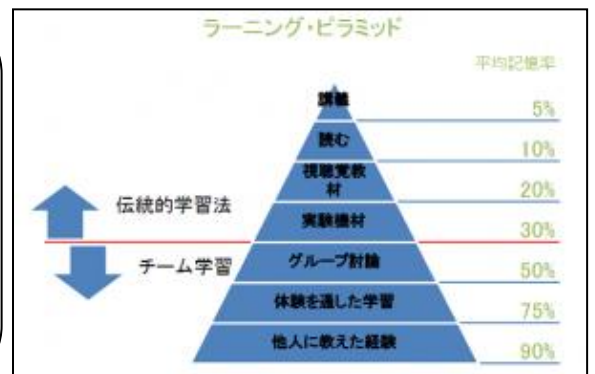 ラーニング・ピラミッド
平均記憶率
講義
5%
読む
10%
視聴覚教
材
20%
伝統的学習法
実験機材
30%
チーム学習
グループ討論
50%
体験を通した学習
75%
他人に教えた経験
90%